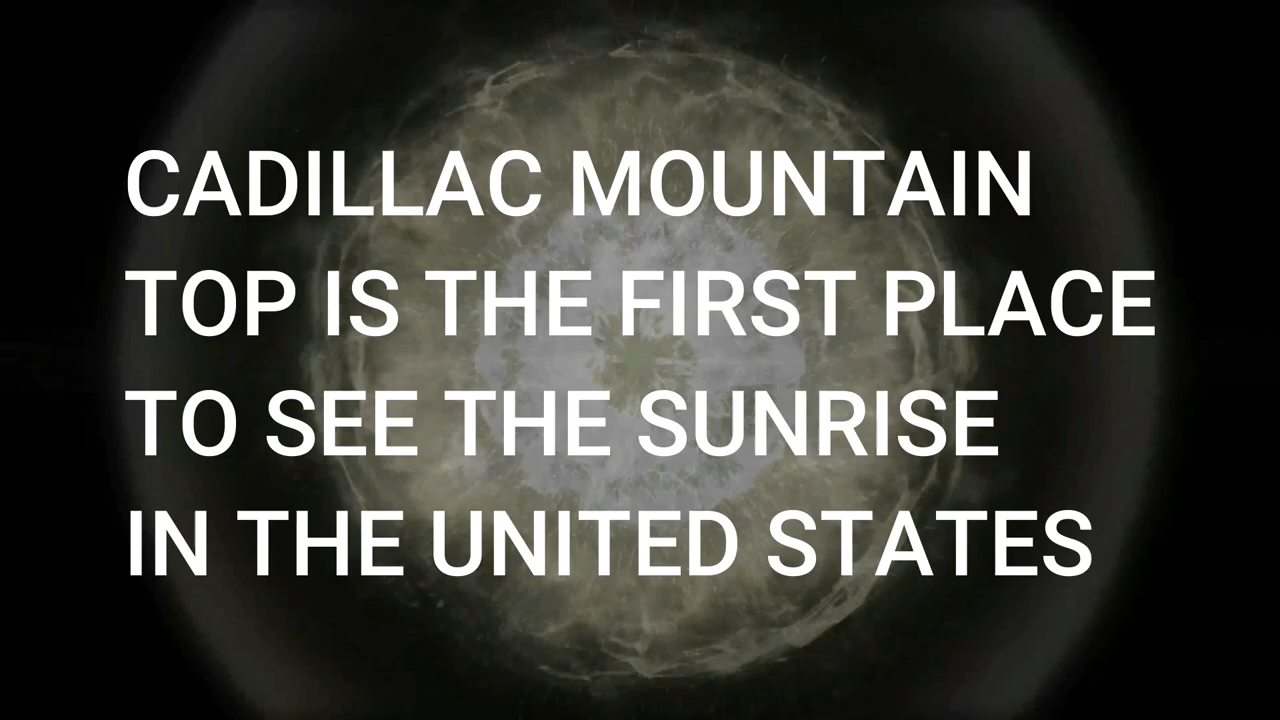 CADILLAC MOUNTAIN
TOP IS THE FIRST PLACE
TO SEE THE SUNRISE
IN THE UNITED STATES